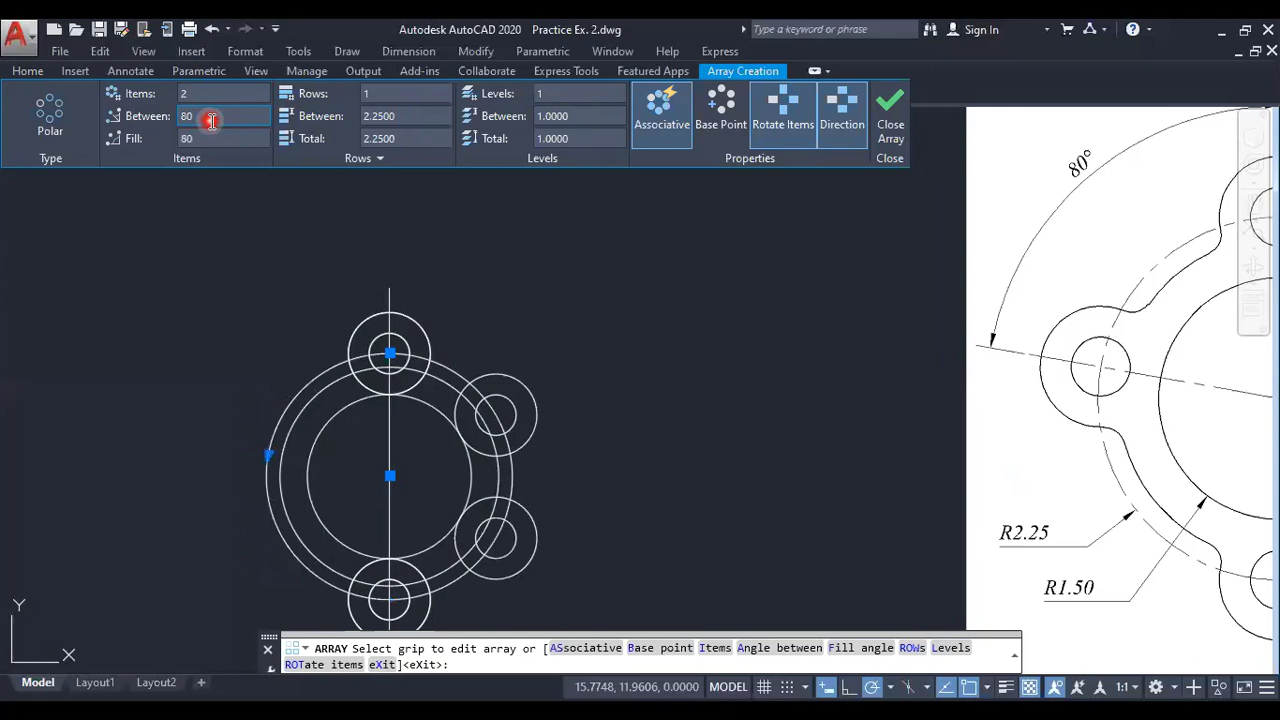 Autodesk AutoCAD 2020 Practice Ex. 2.dwg
Type a keyword or phrase
Sign In
File Edit View Insert Format Tools Draw Dimension Modify Parametric Window Help Express
Home Insert Annotate Parametric View Manage Output Add-ins Collaborate Express Tools Featured Apps Array Creation
Items: 2 Rows: 1 Levels: 1
Between: 80 Between: 2.2500 Between: 1.0000
Fill: 80 Total: 2.2500 Total: 1.0000
Polar
Associative Base Point Rotate Items Direction Close Array
Type Items Rows Levels Properties Close
80°
R2.25
R1.50
Y
X
ARRAY Select grip to edit array or [ASsociative Base point Items Angle between Fill angle ROWs Levels
ROTate items eXit]<eXit>:
Model Layout1 Layout2 + 15.7748, 11.9606, 0.0000 MODEL 1:1